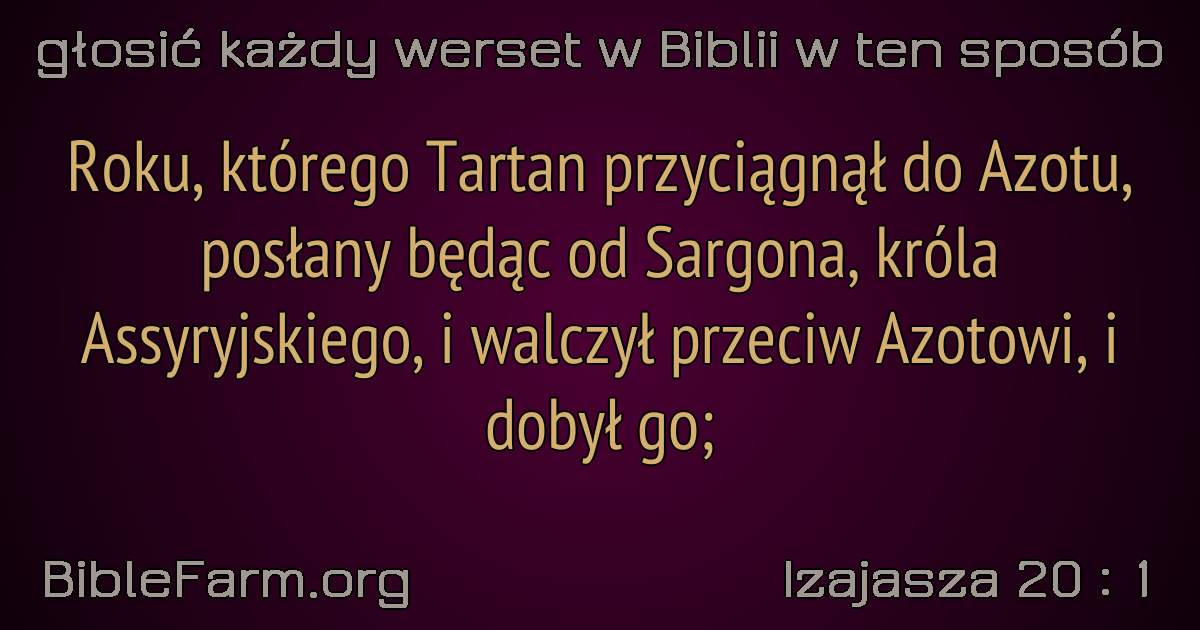 głosić każdy werset w Biblii w ten sposób
Roku, którego Tartan przyciągnął do Azotu,
posłany będąc od Sargona, króla
Assyryjskiego, i walczył przeciw Azotowi, i
dobył go;
BibleFarm.org
Izajasza 20 : 1